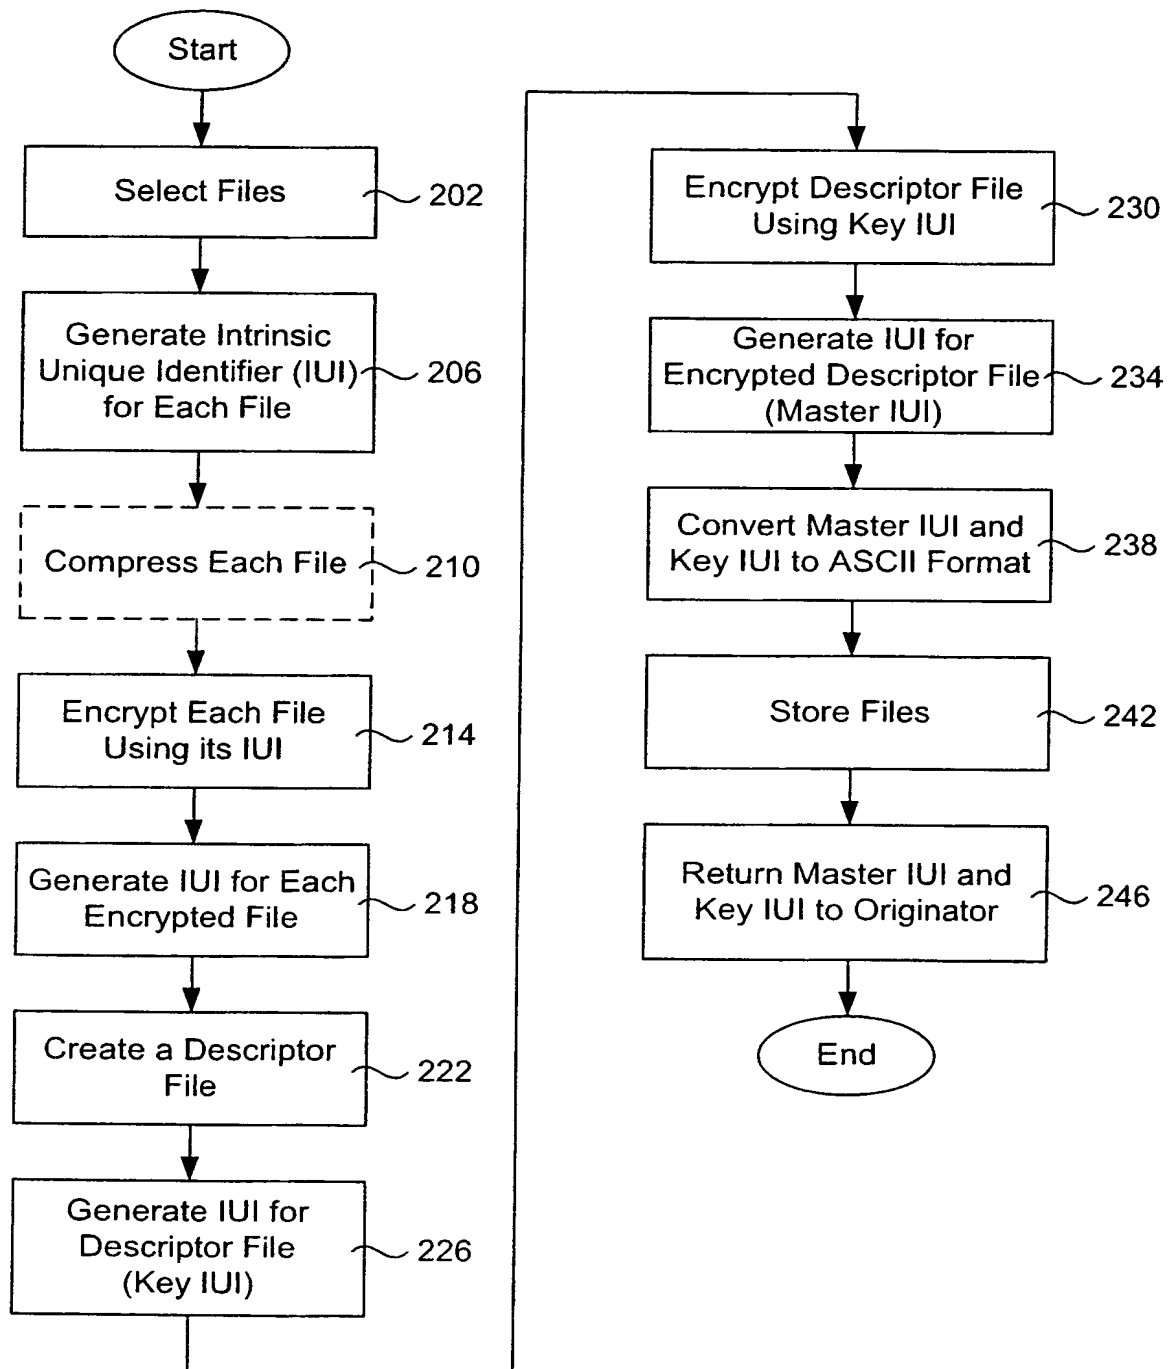 Start
Select Files
202
Generate Intrinsic
Unique Identifier (IUI)
for Each File
206
Compress Each File
210
Encrypt Each File
Using its IUI
214
Generate IUI for Each
Encrypted File
218
Create a Descriptor
File
222
Generate IUI for
Descriptor File
(Key IUI)
226
Encrypt Descriptor File
Using Key IUI
230
Generate IUI for
Encrypted Descriptor File
(Master IUI)
234
Convert Master IUI and
Key IUI to ASCII Format
238
Store Files
242
Return Master IUI and
Key IUI to Originator
246
End